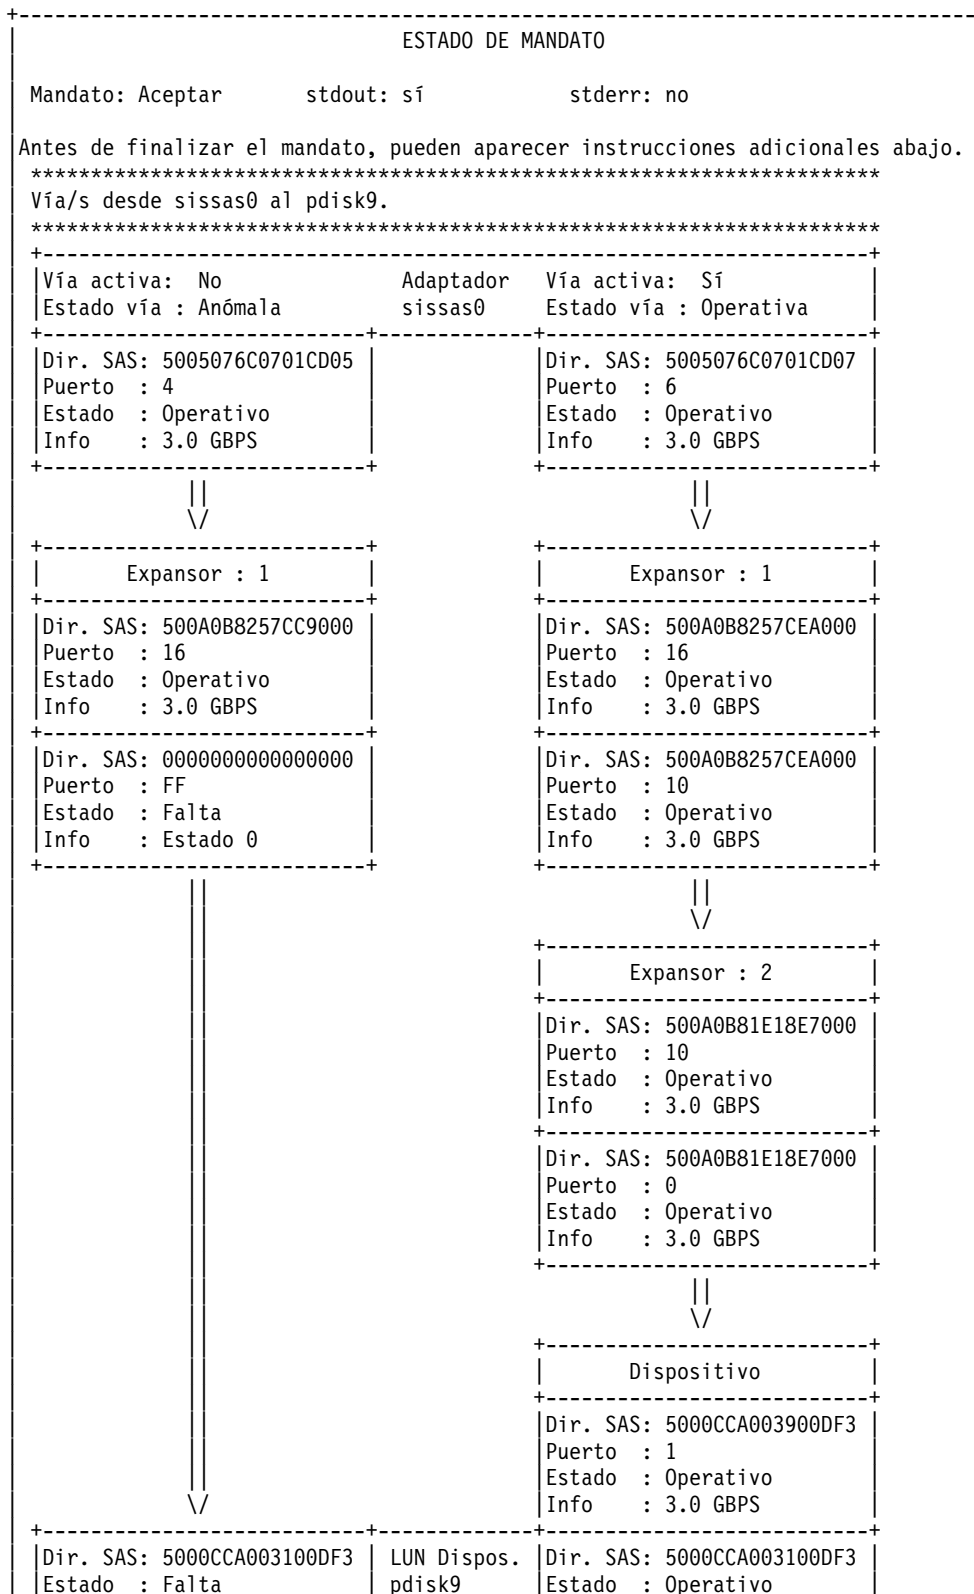 ESTADO DE MANDATO
Mandato: Aceptar stdout: sí stderr: no
Antes de finalizar el mandato, pueden aparecer instrucciones adicionales abajo.
***********************************************************************
Vía/s desde sissas0 al pdisk9.
***********************************************************************
Vía activa: No Adaptador Vía activa: Sí
Estado vía : Anómala sissas0 Estado vía : Operativa
Dir. SAS: 5005076C0701CD05 Dir. SAS: 5005076C0701CD07
Puerto : 4 Puerto : 6
Estado : Operativo Estado : Operativo
Info : 3.0 GBPS Info : 3.0 GBPS
Expansor : 1 Expansor : 1
Dir. SAS: 500A0B8257CC9000 Dir. SAS: 500A0B8257CEA000
Puerto : 16 Puerto : 16
Estado : Operativo Estado : Operativo
Info : 3.0 GBPS Info : 3.0 GBPS
Dir. SAS: 0000000000000000 Dir. SAS: 500A0B8257CEA000
Puerto : FF Puerto : 10
Estado : Falta Estado : Operativo
Info : Estado 0 Info : 3.0 GBPS
Expansor : 2
Dir. SAS: 500A0B81E18E7000
Puerto : 10
Estado : Operativo
Info : 3.0 GBPS
Dir. SAS: 500A0B81E18E7000
Puerto : 0
Estado : Operativo
Info : 3.0 GBPS
Dispositivo
Dir. SAS: 5000CCA003900DF3
Puerto : 1
Estado : Operativo
Info : 3.0 GBPS
Dir. SAS: 5000CCA003100DF3 LUN Dispos. Dir. SAS: 5000CCA003100DF3
Estado : Falta pdisk9 Estado : Operativo